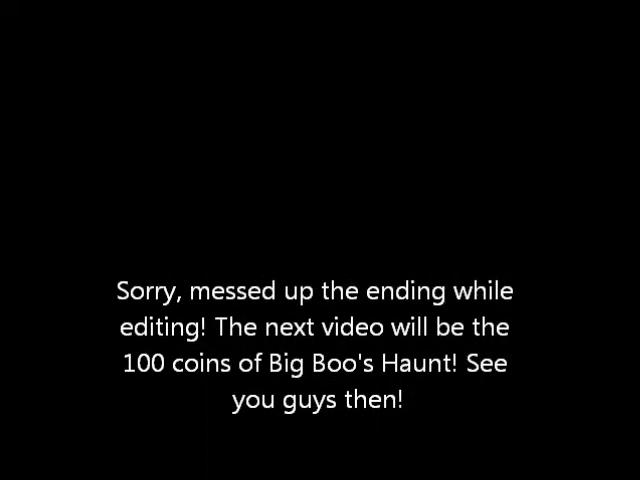 Sorry, messed up the ending while
editing! The next video will be the
100 coins of Big Boo's Haunt! See
you guys then!